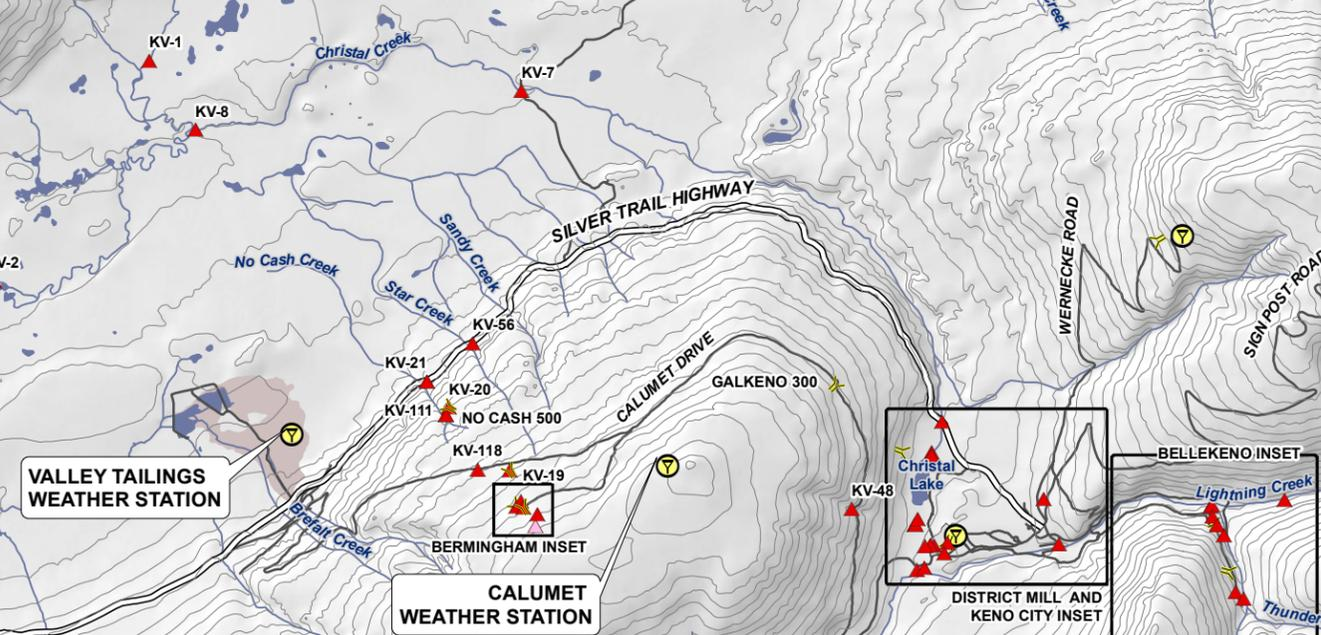 Creek
KV-1
Christal Creek
KV-7
KV-8
SILVER TRAIL HIGHWAY
WERNECKE ROAD
Sandy Creek
No Cash Creek
V-2
Star Creek
SIGN POST ROAD
KV-56
KV-21
CALUMET DRIVE
GALKENO 300
KV-20
KV-111
NO CASH 500
KV-118
KV-19
BELLEKENO INSET
Christal
Lake
VALLEY TAILINGS
WEATHER STATION
KV-48
Lightning Creek
Brefalt Creek
BERMINGHAM INSET
CALUMET
WEATHER STATION
DISTRICT MILL AND
KENO CITY INSET
Thunder